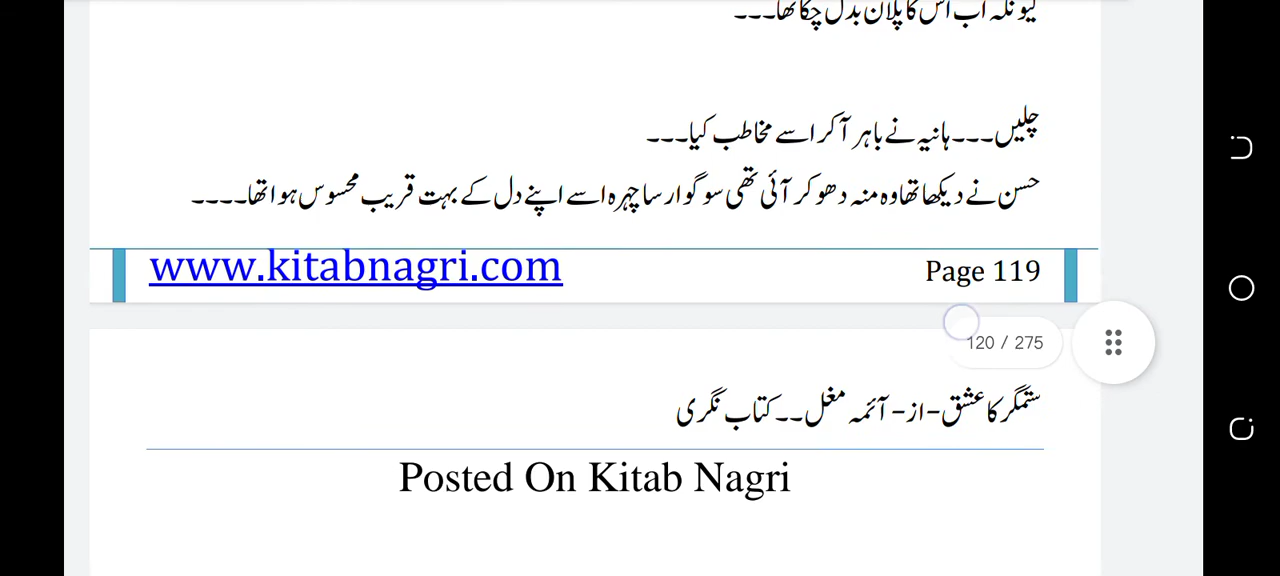 کیونکہ اب اس کا پلان بدل چکا تھا۔۔۔
چلیں۔۔۔ہانیہ نے باہر آکر اسے مخاطب کیا۔۔۔
حسن نے دیکھا تھا وہ منہ دھو کر آئی تھی سوگوار سا چہرہ اسے اپنے دل کے بہت قریب محسوس ہوا تھا۔۔۔۔
www.kitabnagri.com Page 119
120 / 275
ستمگر کا عشق-از- آئمہ مغل۔۔کتاب نگری
Posted On Kitab Nagri